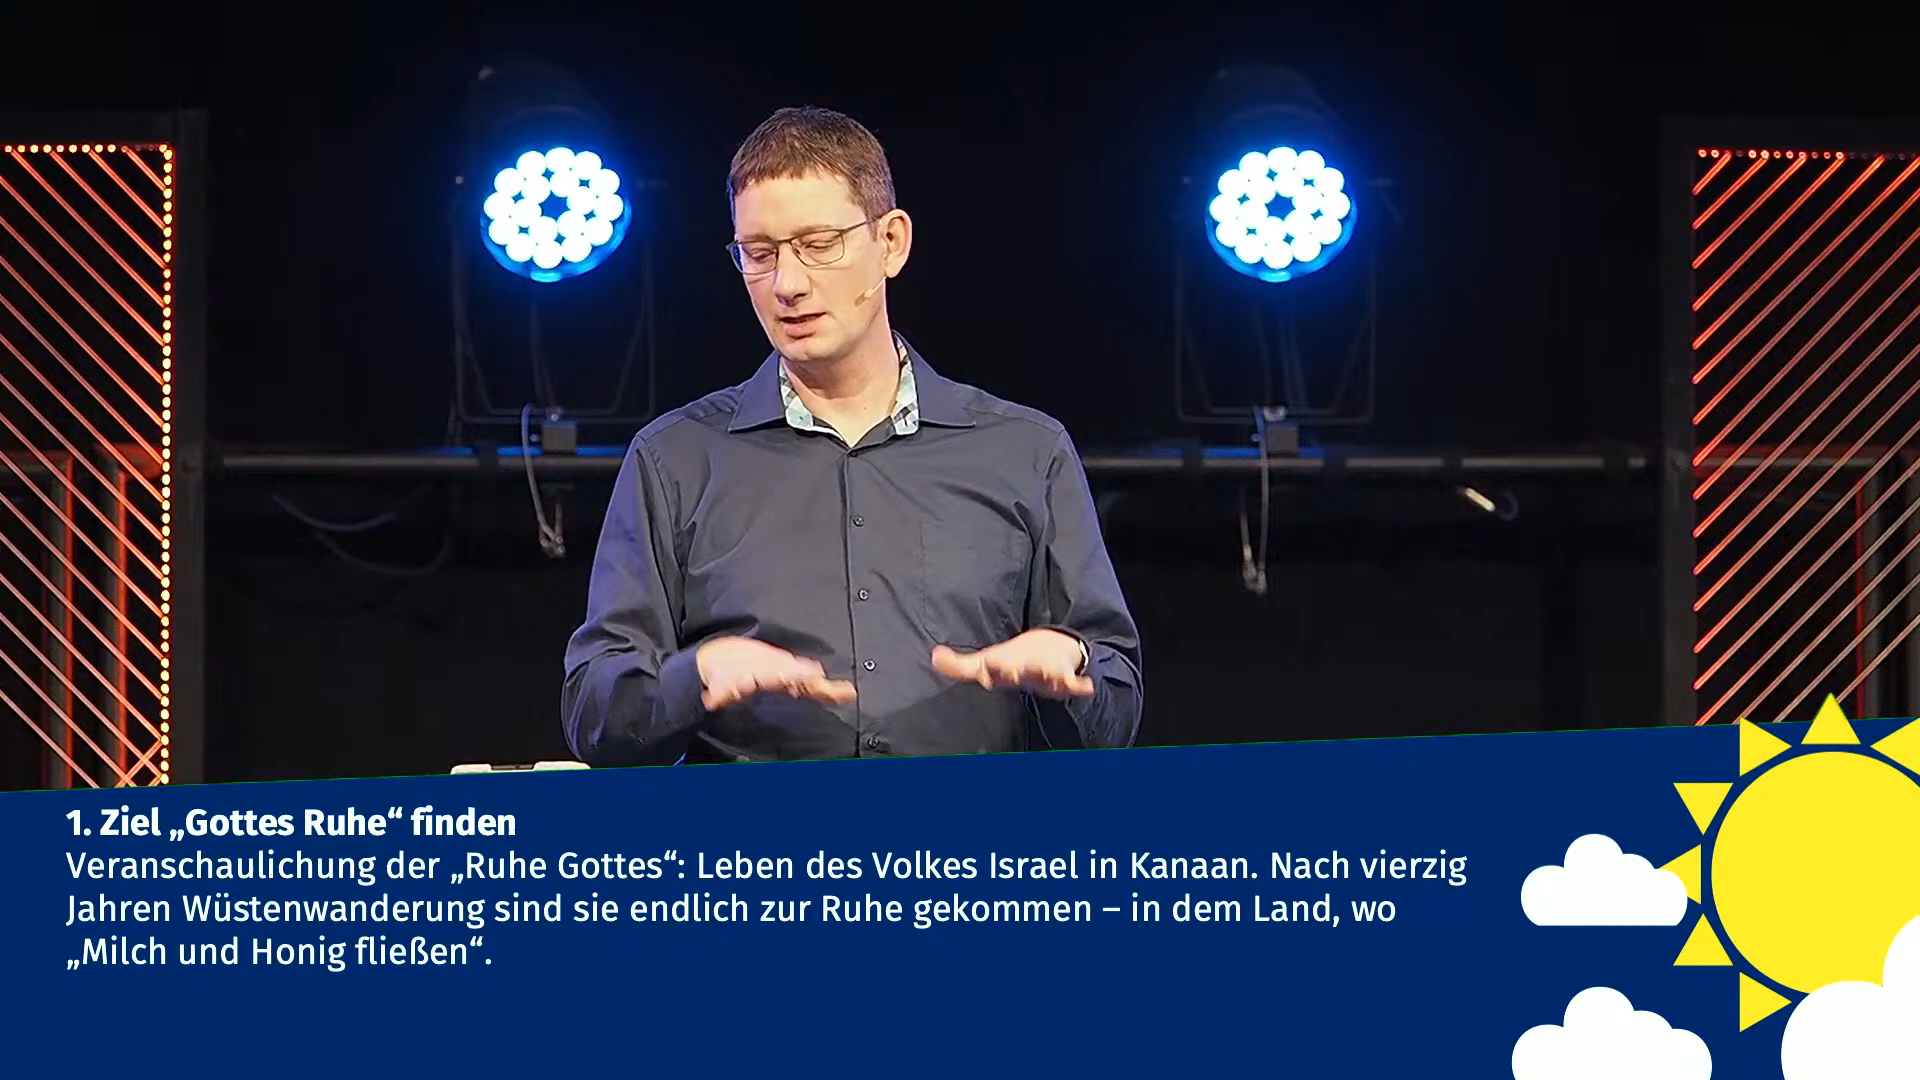 1. Ziel „Gottes Ruhe“ finden
Veranschaulichung der „Ruhe Gottes“: Leben des Volkes Israel in Kanaan. Nach vierzig
Jahren Wüstenwanderung sind sie endlich zur Ruhe gekommen – in dem Land, wo
„Milch und Honig fließen“.